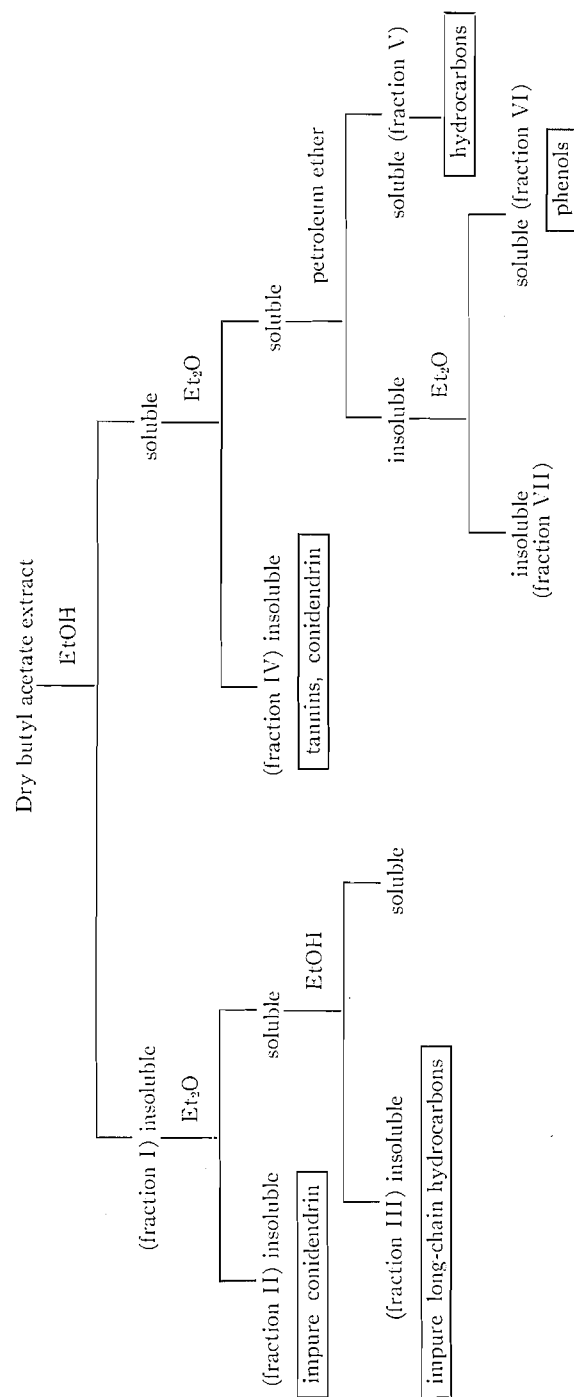 Dry butyl acetate extract
EtOH
(fraction I) insoluble
soluble
Et₂O
Et₂O
(fraction II) insoluble
soluble
(fraction IV) insoluble
soluble
impure conidendrin
EtOH
tannins, conidendrin
petroleum ether
(fraction III) insoluble
soluble
insoluble
soluble (fraction V)
impure long-chain hydrocarbons
Et₂O
hydrocarbons
insoluble
(fraction VII)
soluble (fraction VI)
phenols